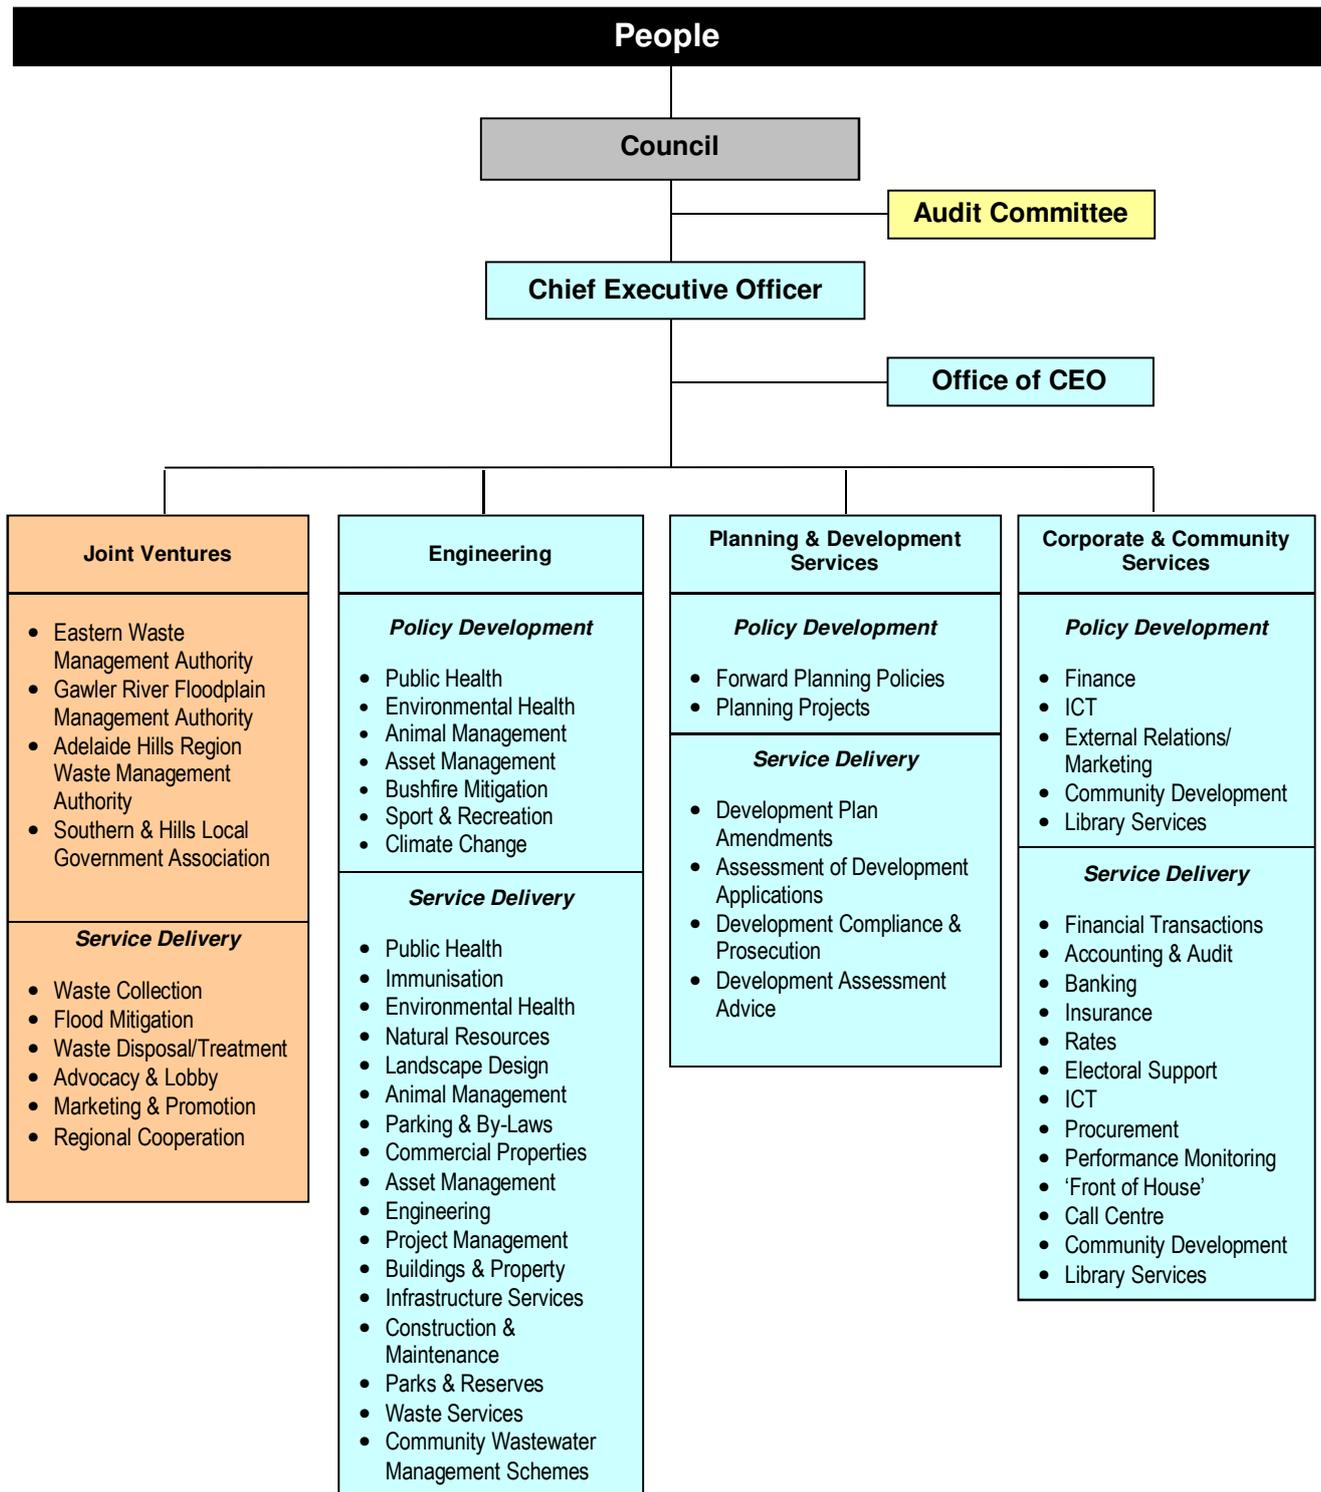 People
Council
Audit Committee
Chief Executive Officer
Office of CEO
Joint Ventures
• Eastern Waste
Management Authority
• Gawler River Floodplain
Management Authority
• Adelaide Hills Region
Waste Management
Authority
• Southern & Hills Local
Government Association
Service Delivery
• Waste Collection
• Flood Mitigation
• Waste Disposal/Treatment
• Advocacy & Lobby
• Marketing & Promotion
• Regional Cooperation
Engineering
Policy Development
• Public Health
• Environmental Health
• Animal Management
• Asset Management
• Bushfire Mitigation
• Sport & Recreation
• Climate Change
Service Delivery
• Public Health
• Immunisation
• Environmental Health
• Natural Resources
• Landscape Design
• Animal Management
• Parking & By-Laws
• Commercial Properties
• Asset Management
• Engineering
• Project Management
• Buildings & Property
• Infrastructure Services
• Construction &
Maintenance
• Parks & Reserves
• Waste Services
• Community Wastewater
Management Schemes
Planning & Development
Services
Policy Development
• Forward Planning Policies
• Planning Projects
Service Delivery
• Development Plan
Amendments
• Assessment of Development
Applications
• Development Compliance &
Prosecution
• Development Assessment
Advice
Corporate & Community
Services
Policy Development
• Finance
• ICT
• External Relations/
Marketing
• Community Development
• Library Services
Service Delivery
• Financial Transactions
• Accounting & Audit
• Banking
• Insurance
• Rates
• Electoral Support
• ICT
• Procurement
• Performance Monitoring
• ‘Front of House’
• Call Centre
• Community Development
• Library Services